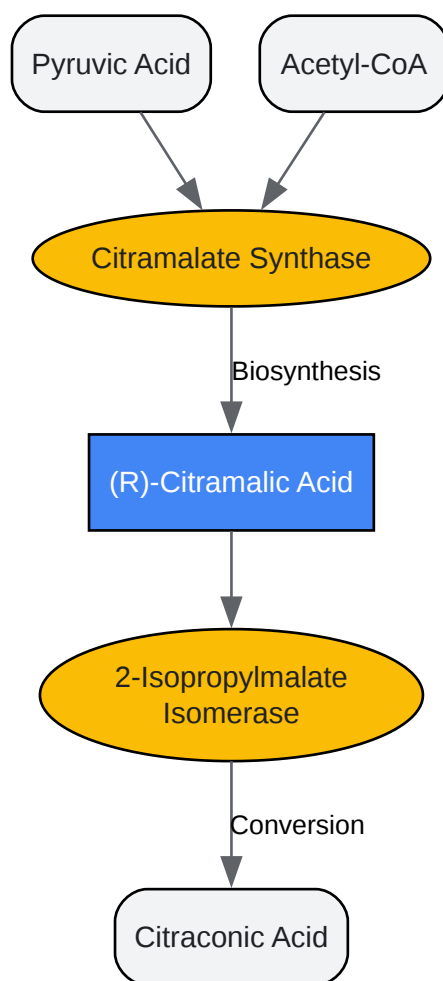 Pyruvic Acid
Acetyl-CoA
Citramalate Synthase
Biosynthesis
(R)-Citramalic Acid
2-Isopropylmalate
Isomerase
Conversion
Citraconic Acid